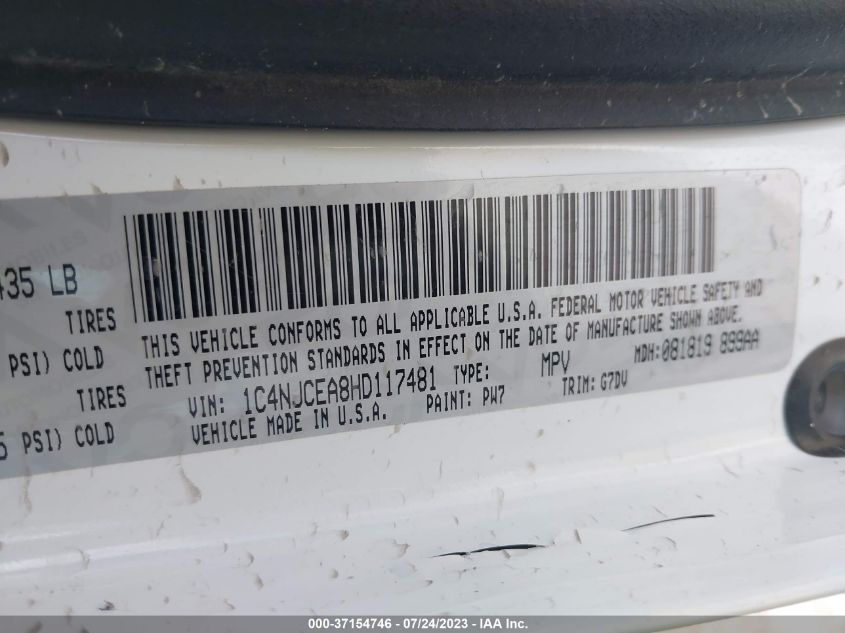 435 LB
TIRES
PSI) COLD
TIRES
5 PSI) COLD
THIS VEHICLE CONFORMS TO ALL APPLICABLE U.S.A. FEDERAL MOTOR VEHICLE SAFETY AND
THEFT PREVENTION STANDARDS IN EFFECT ON THE DATE OF MANUFACTURE SHOWN ABOVE.
VIN: 1C4NJCEA8HD117481 TYPE: MPV MDH:081819 899AA
VEHICLE MADE IN U.S.A. PAINT: PW7 TRIM: G7DV
000-37154746 - 07/24/2023 - IAA Inc.